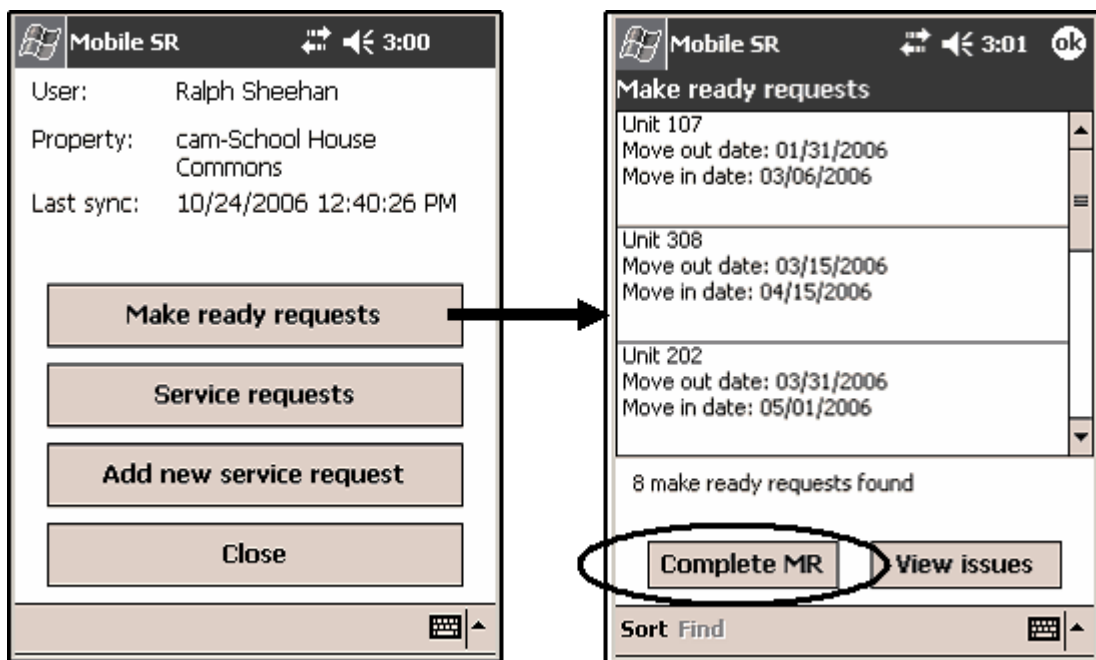 Mobile SR
3:00
User:
Ralph Sheehan
Property:
cam-School House
Commons
Last sync:
10/24/2006 12:40:26 PM
Make ready requests
Service requests
Add new service request
Close
Mobile SR
3:01
ok
Make ready requests
Unit 107
Move out date: 01/31/2006
Move in date: 03/06/2006
Unit 308
Move out date: 03/15/2006
Move in date: 04/15/2006
Unit 202
Move out date: 03/31/2006
Move in date: 05/01/2006
8 make ready requests found
Complete MR
View issues
Sort Find